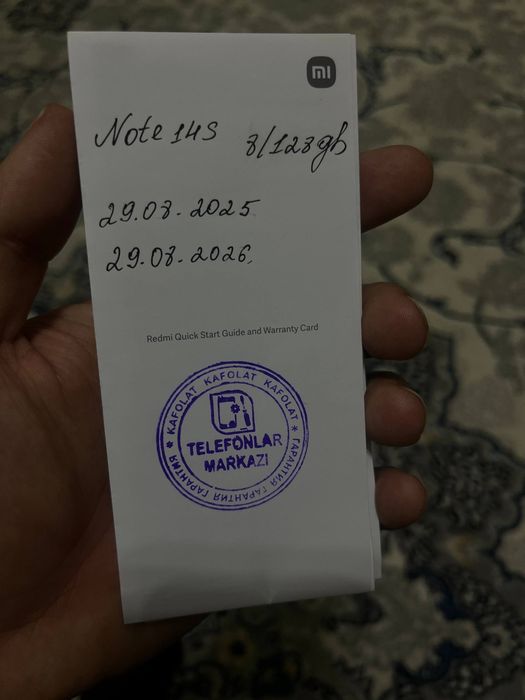 mi
Note 14S 8/128gb
29.08.2025
29.08.2026.
Redmi Quick Start Guide and Warranty Card
* KAFOLAT KAFOLAT KAFOLAT *
TELEFONLAR
MARKAZI
ГАРАНТИЯ ГАРАНТИЯ ГАРАНТИЯ